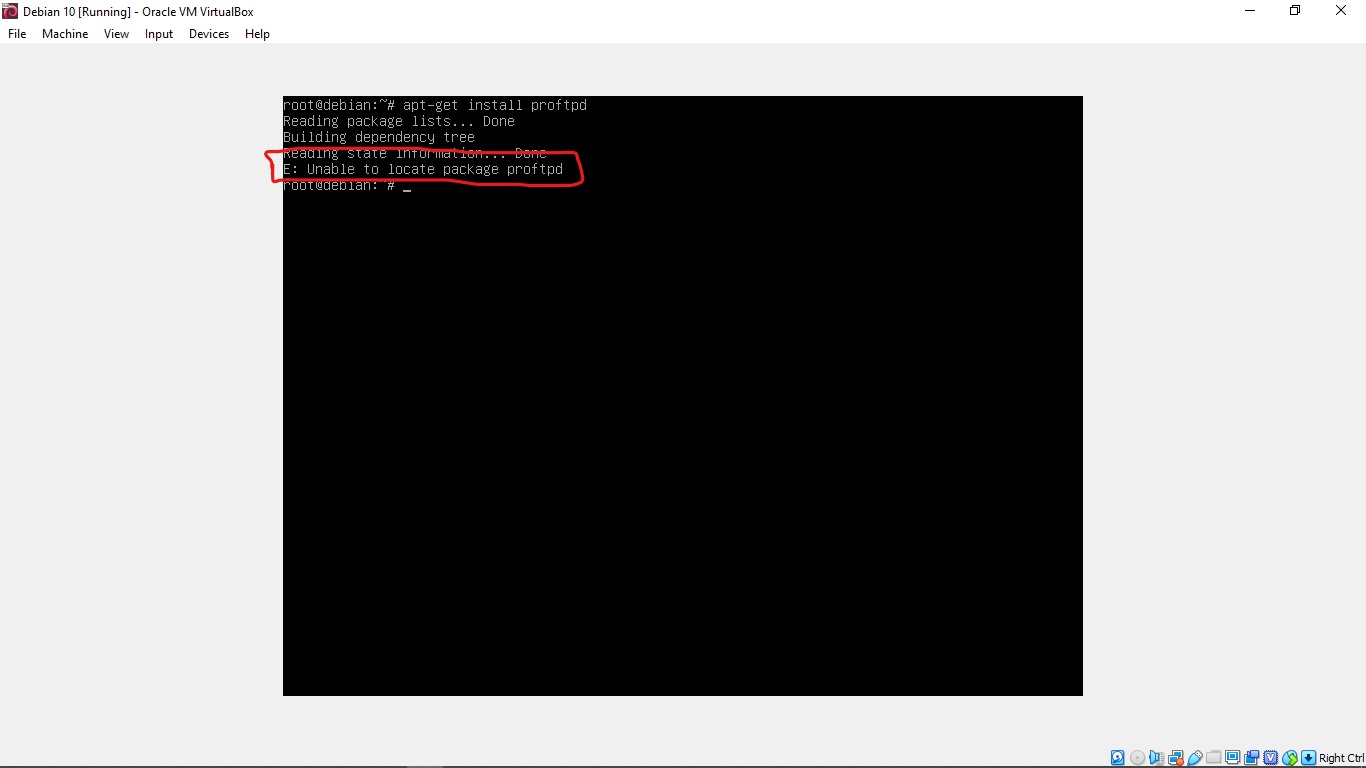 Debian 10 [Running] - Oracle VM VirtualBox
File Machine View Input Devices Help
root@debian:~# apt-get install proftpd
Reading package lists... Done
Building dependency tree
Reading state information... Done
E: Unable to locate package proftpd
root@debian:~# _
Right Ctrl